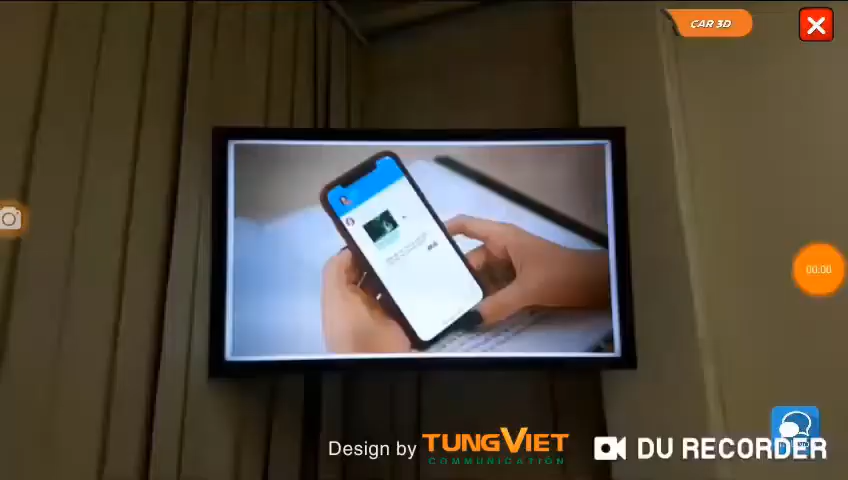 CAR 3D
00:00
Design by TUNGVIET
COMMUNICATION
DU RECORDER